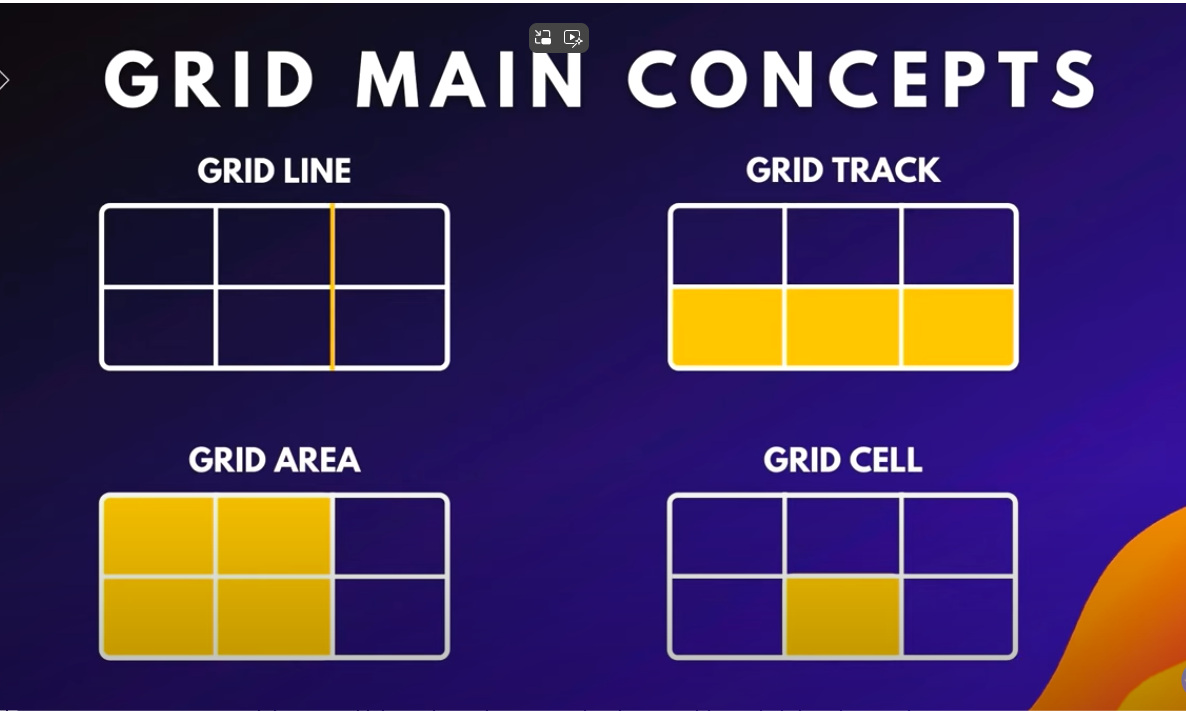 GRID MAIN CONCEPTS
GRID LINE
GRID TRACK
GRID AREA
GRID CELL